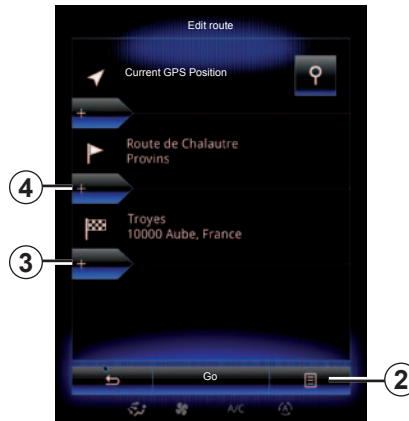 Edit route
Current GPS Position
+
Route de Chalautre
Provins
4
+
Troyes
10000 Aube, France
3
+
Go
2
A/C
A